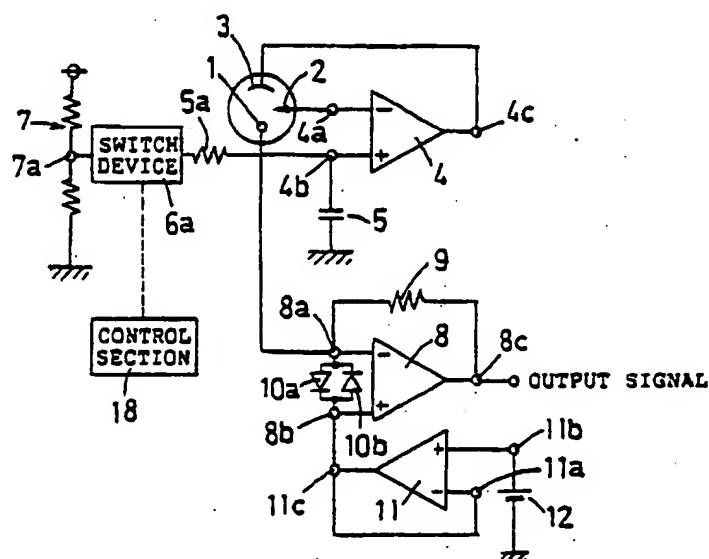 3
1
2
5a
4a
4c
7
7a
SWITCH
DEVICE
6a
4b
4
5
-
+
9
CONTROL
SECTION
18
8a
8
8c
OUTPUT SIGNAL
10a
10b
8b
-
+
11b
11a
11c
11
+
-
12